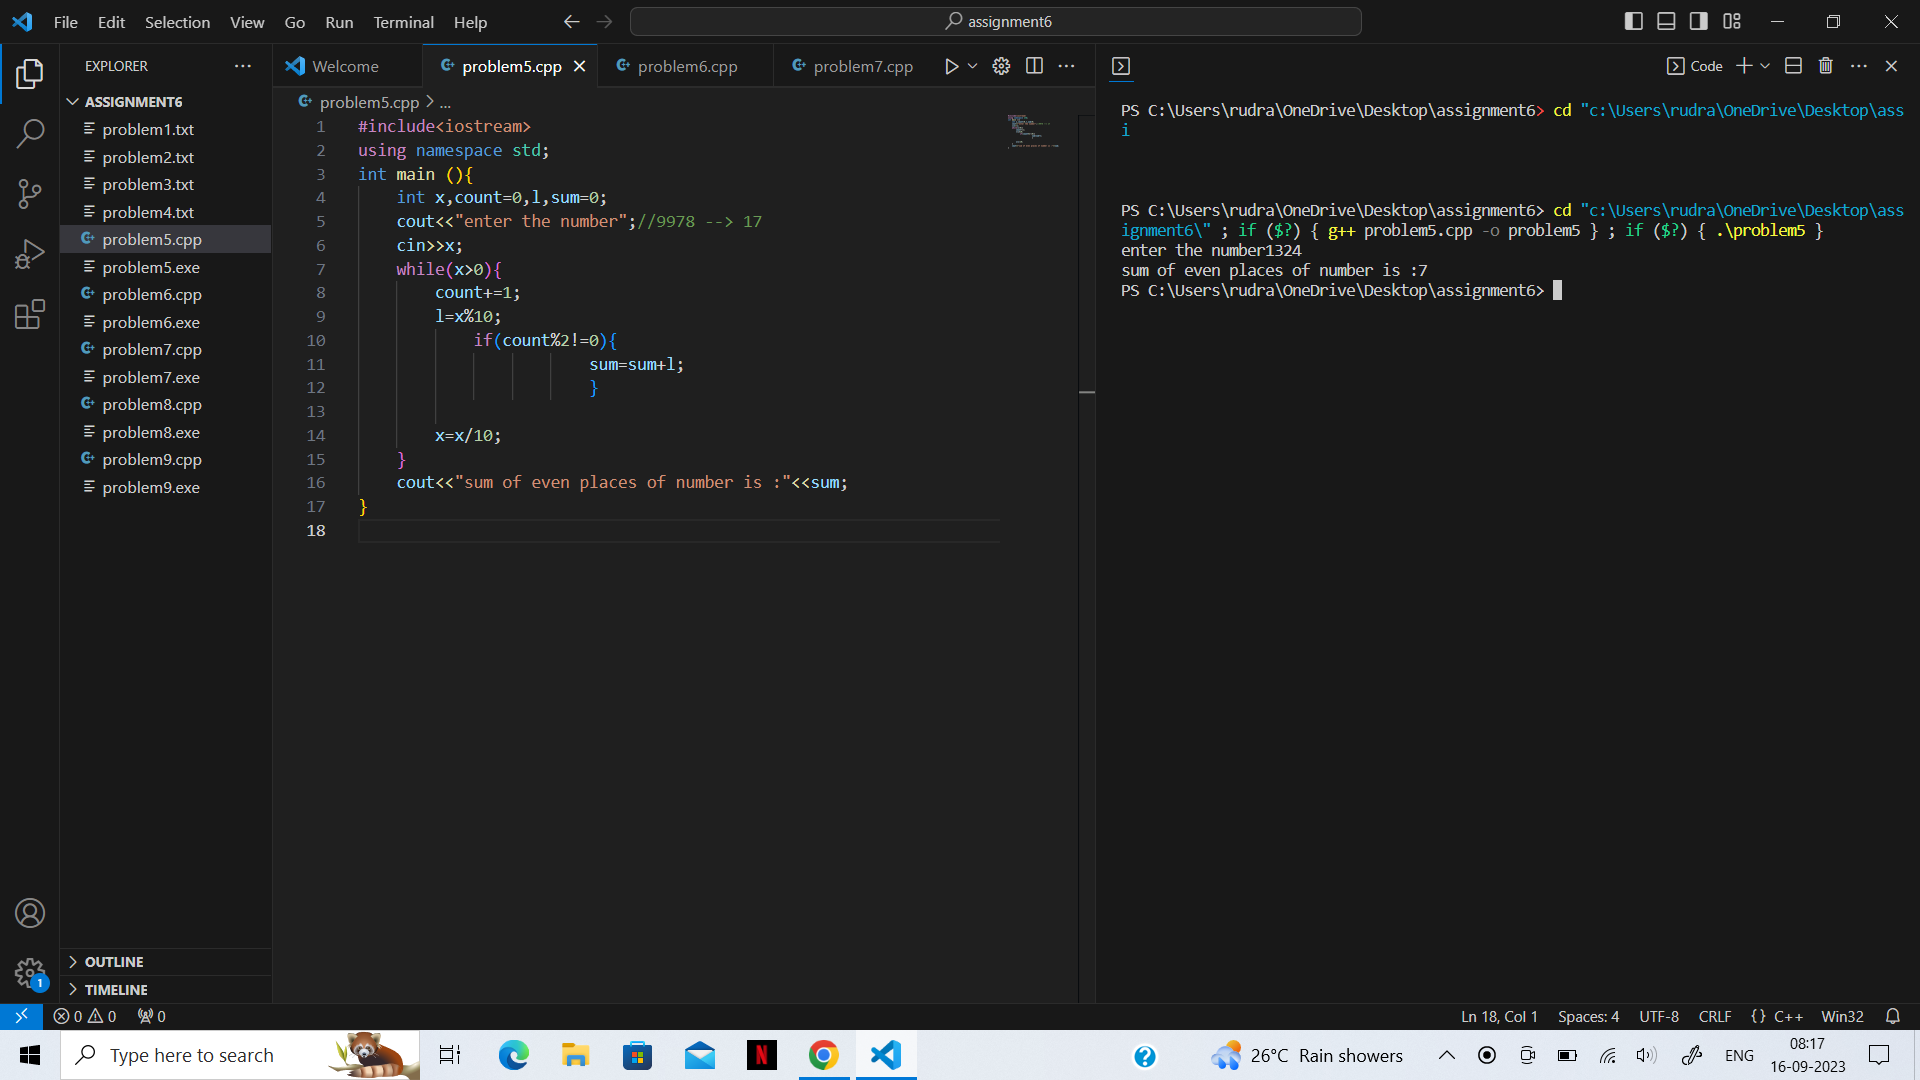 File Edit Selection View Go Run Terminal Help
assignment6
EXPLORER
ASSIGNMENT6
problem1.txt
problem2.txt
problem3.txt
problem4.txt
problem5.cpp
problem5.exe
problem6.cpp
problem6.exe
problem7.cpp
problem7.exe
problem8.cpp
problem8.exe
problem9.cpp
problem9.exe
OUTLINE
TIMELINE
Welcome problem5.cpp problem6.cpp problem7.cpp
problem5.cpp > ...
1 #include<iostream>
2 using namespace std;
3 int main (){
4 int x,count=0,l,sum=0;
5 cout<<"enter the number";//9978 --> 17
6 cin>>x;
7 while(x>0){
8 count+=1;
9 l=x%10;
10 if(count%2!=0){
11 sum=sum+l;
12 }
13
14 x=x/10;
15 }
16 cout<<"sum of even places of number is :"<<sum;
17 }
18
Code
PS C:\Users\rudra\OneDrive\Desktop\assignment6> cd "c:\Users\rudra\OneDrive\Desktop\ass
i
PS C:\Users\rudra\OneDrive\Desktop\assignment6> cd "c:\Users\rudra\OneDrive\Desktop\ass
ignment6\" ; if ($?) { g++ problem5.cpp -o problem5 } ; if ($?) { .\problem5 }
enter the number1324
sum of even places of number is :7
PS C:\Users\rudra\OneDrive\Desktop\assignment6>
1
0 0 0
Ln 18, Col 1 Spaces: 4 UTF-8 CRLF {} C++ Win32
Type here to search
N
26°C Rain showers
ENG
08:17
16-09-2023